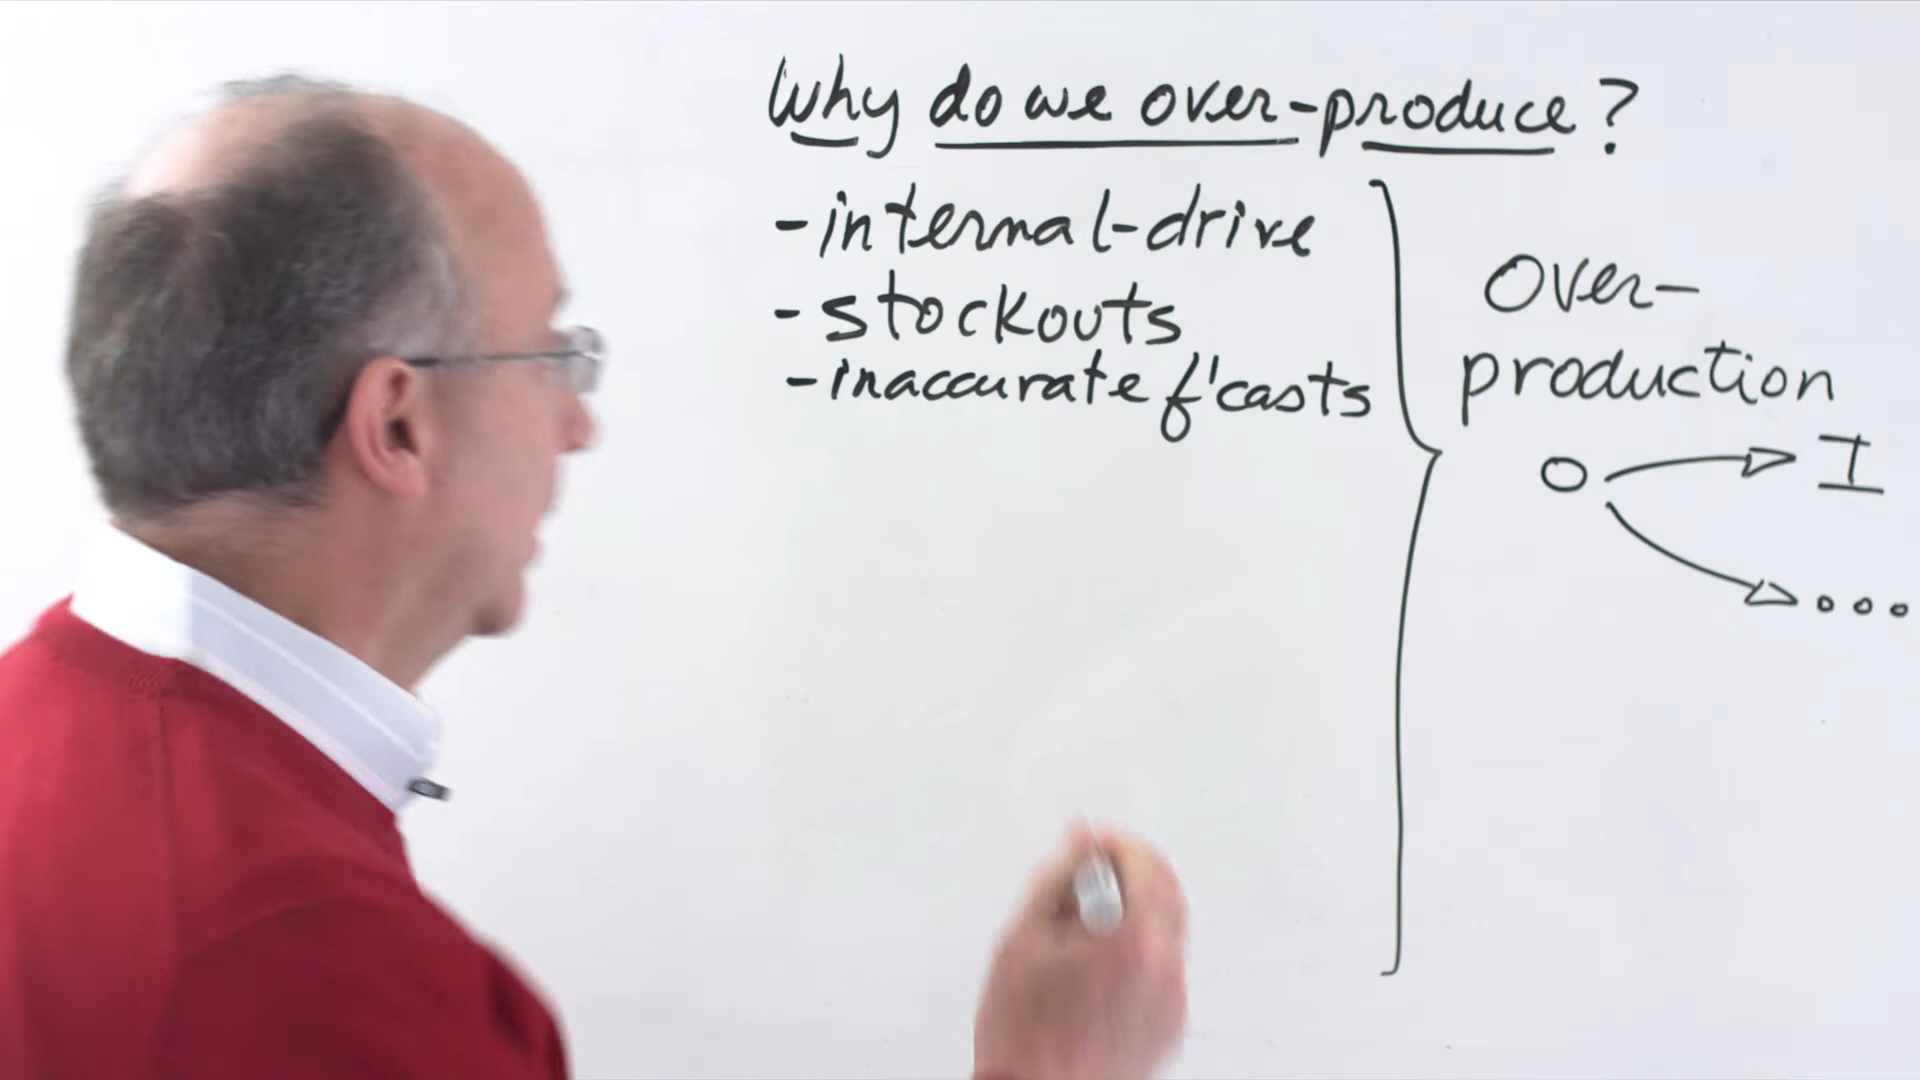 Why do we over-produce?
- internal-drive
- stockouts
- inaccurate f'casts
Over-
production
O → I
→ ...